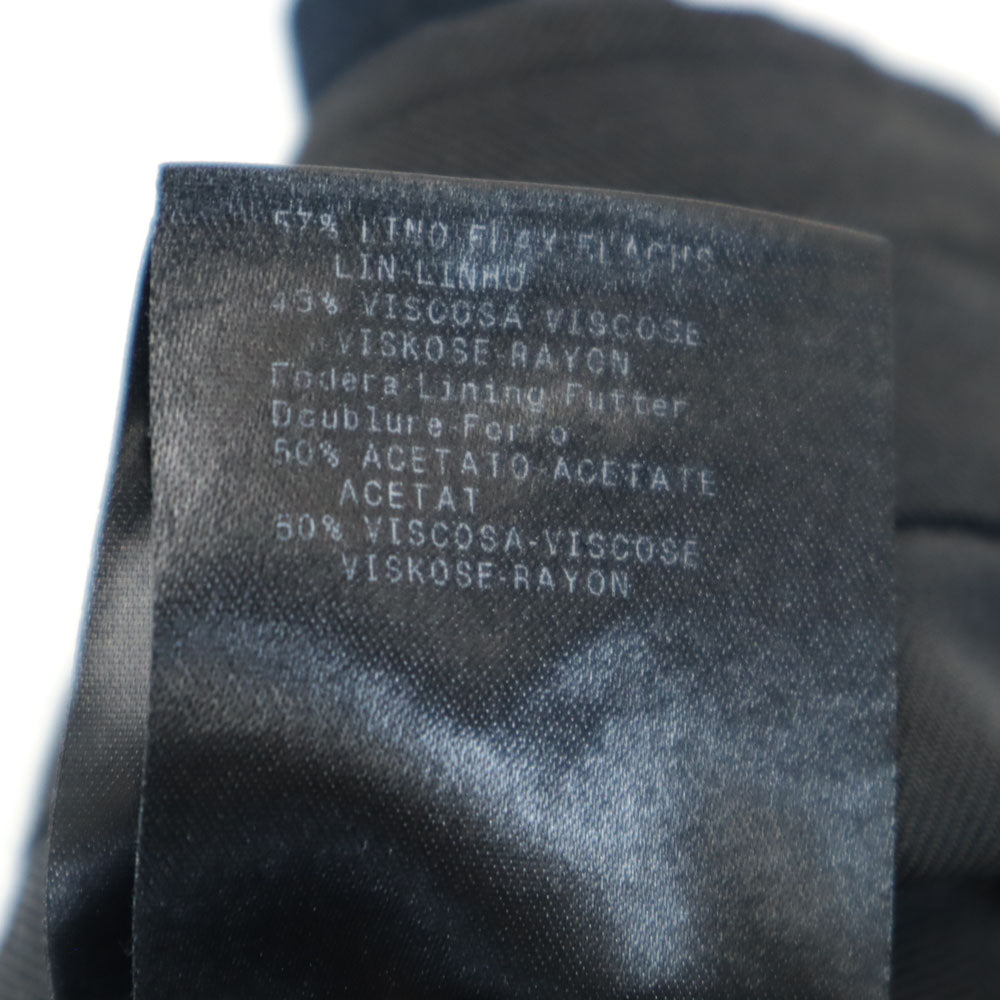 57% LINO-FLAX-FLACHS
LIN-LINHO
43% VISCOSA-VISCOSE
VISKOSE-RAYON
Fodera-Lining-Futter
Doublure-Forro
50% ACETATO-ACETATE
ACETAT
50% VISCOSA-VISCOSE
VISKOSE-RAYON